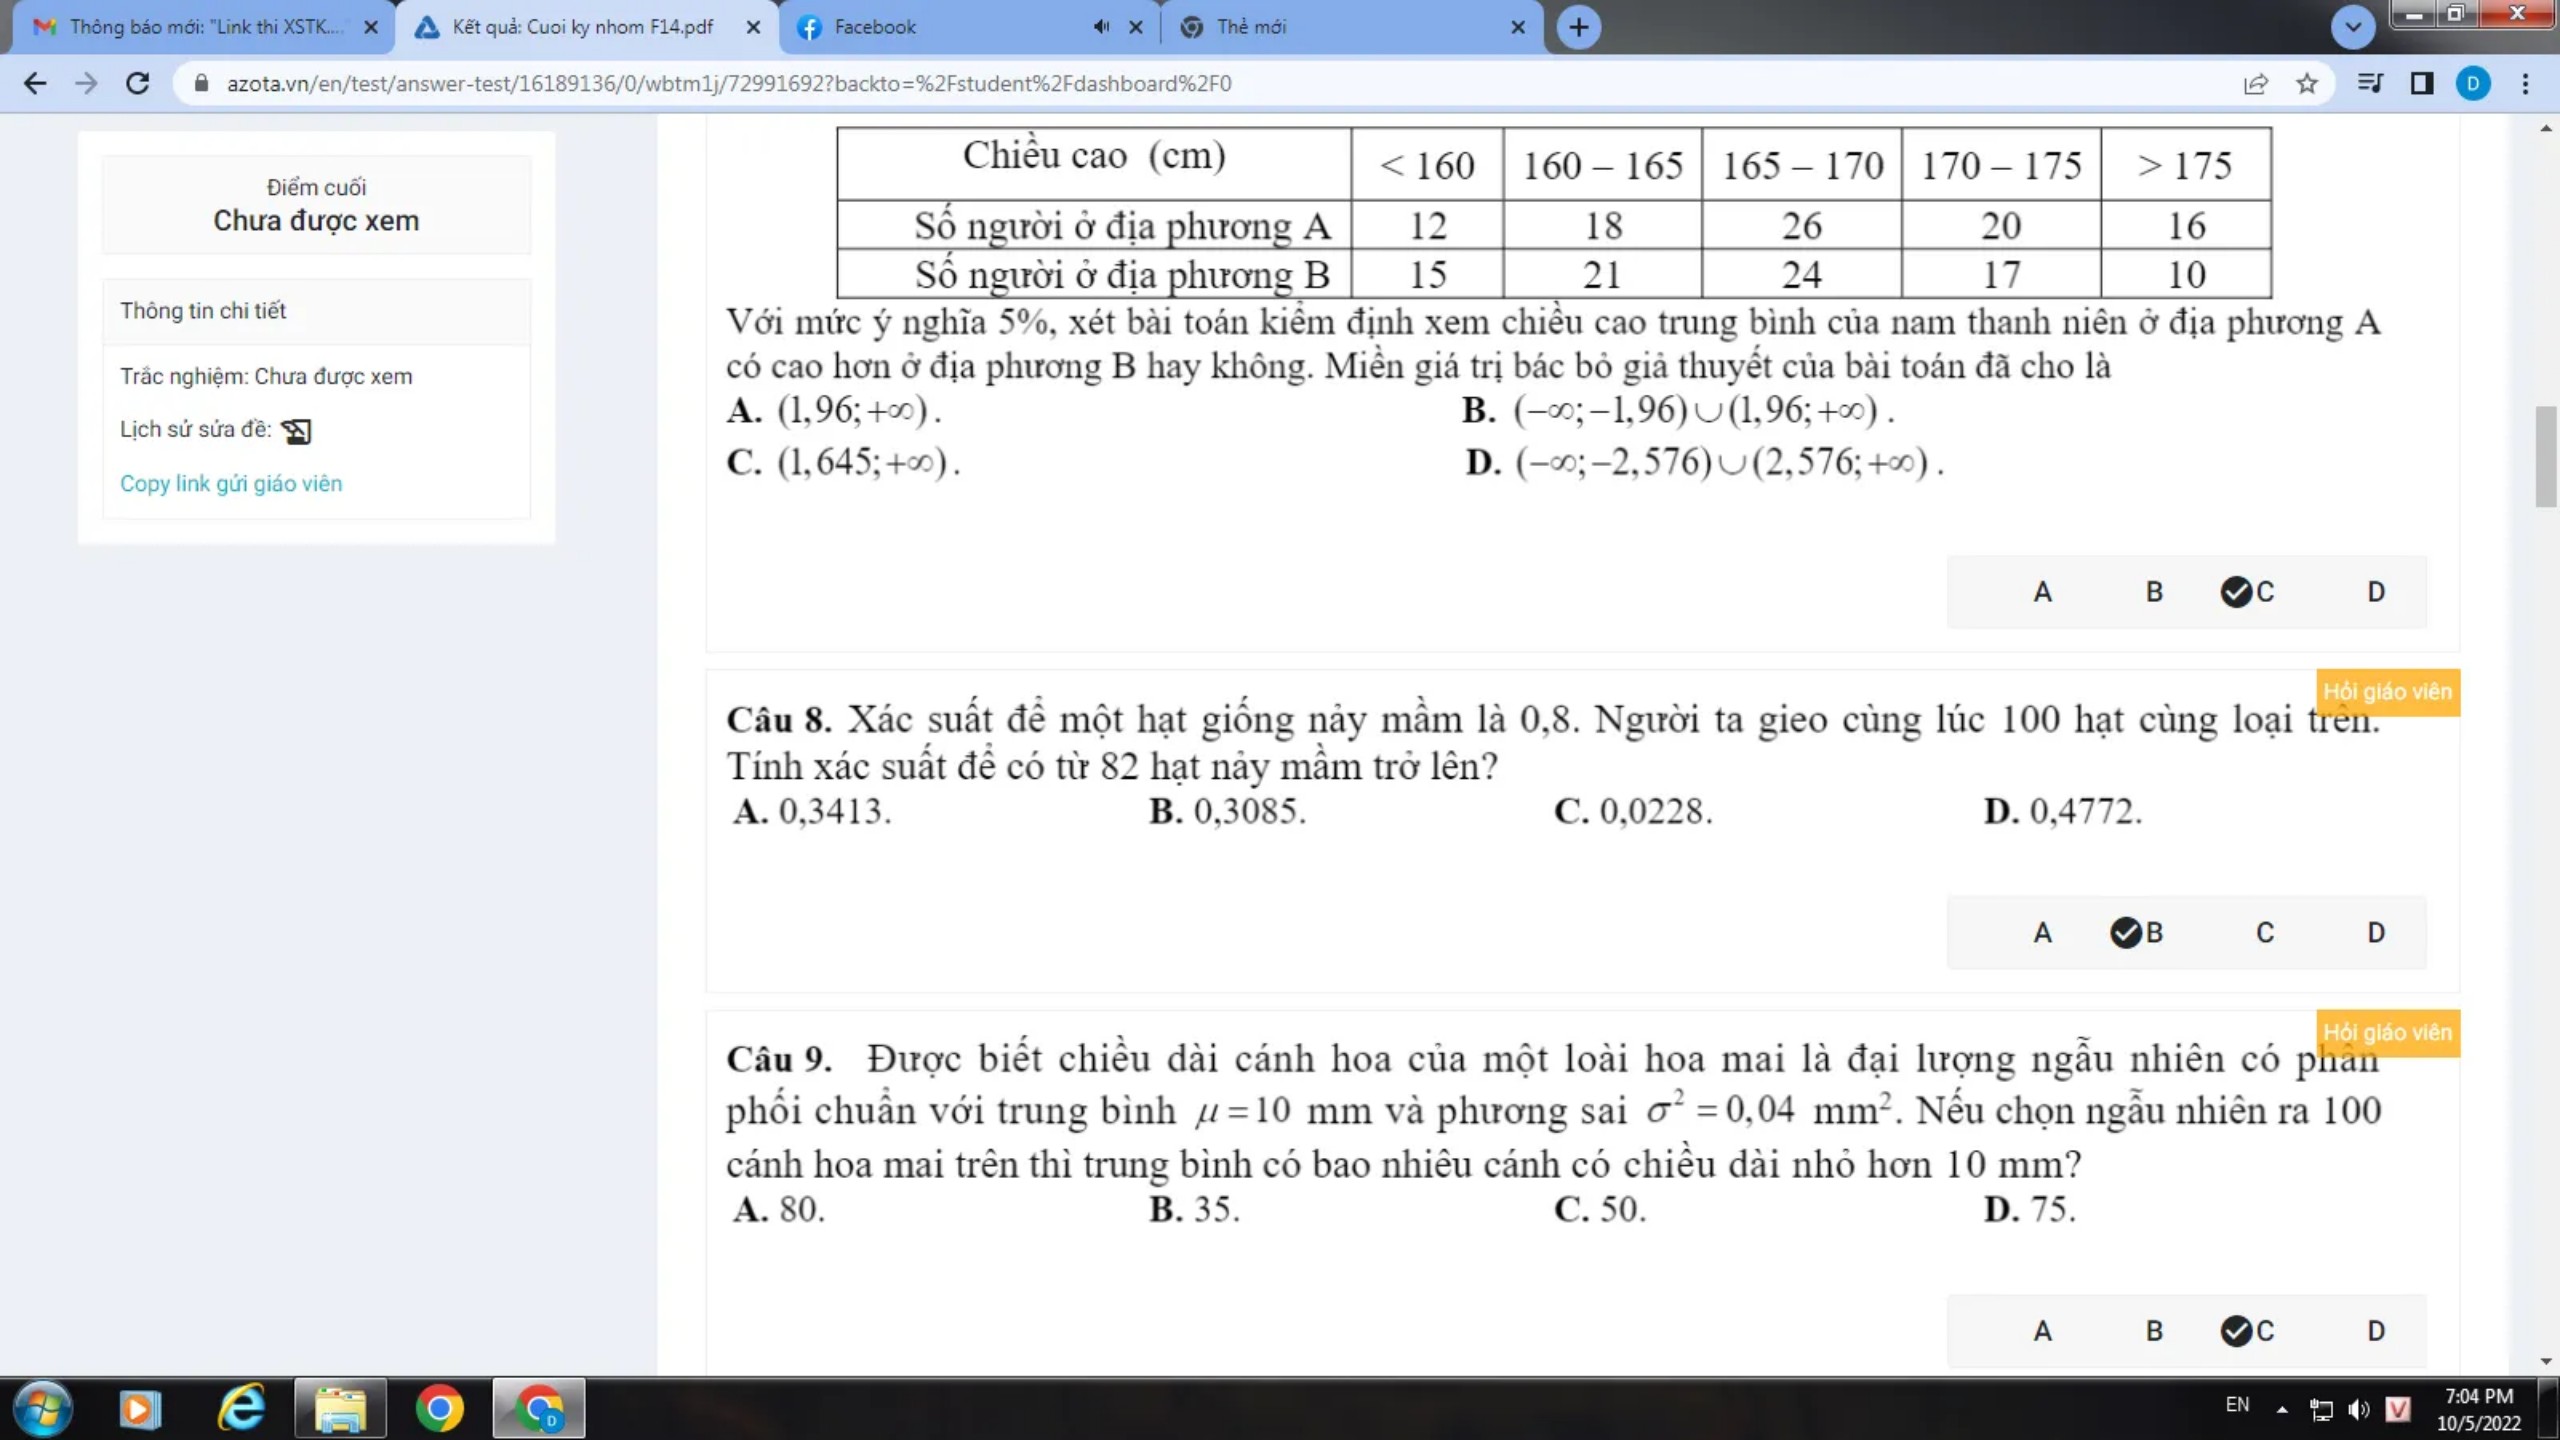 Thông báo mới: "Link thi XSTK...
Kết quả: Cuoi ky nhom F14.pdf
Facebook
Thẻ mới
azota.vn/en/test/answer-test/16189136/0/wbtm1j/72991692?backto=%2Fstudent%2Fdashboard%2F0
D
Điểm cuối
Chưa được xem
Thông tin chi tiết
Trắc nghiệm: Chưa được xem
Lịch sử sửa đề:
Copy link gửi giáo viên
Chiều cao (cm) < 160 160 – 165 165 – 170 170 – 175 > 175
Số người ở địa phương A 12 18 26 20 16
Số người ở địa phương B 15 21 24 17 10
Với mức ý nghĩa 5%, xét bài toán kiểm định xem chiều cao trung bình của nam thanh niên ở địa phương A
có cao hơn ở địa phương B hay không. Miền giá trị bác bỏ giả thuyết của bài toán đã cho là
A. (1,96;+∞). B. (−∞;−1,96)∪(1,96;+∞).
C. (1,645;+∞). D. (−∞;−2,576)∪(2,576;+∞).
A B C D
Hỏi giáo viên
Câu 8. Xác suất để một hạt giống nảy mầm là 0,8. Người ta gieo cùng lúc 100 hạt cùng loại trên.
Tính xác suất để có từ 82 hạt nảy mầm trở lên?
A. 0,3413. B. 0,3085. C. 0,0228. D. 0,4772.
A B C D
Hỏi giáo viên
Câu 9. Được biết chiều dài cánh hoa của một loài hoa mai là đại lượng ngẫu nhiên có phân
phối chuẩn với trung bình μ=10 mm và phương sai σ²=0,04 mm². Nếu chọn ngẫu nhiên ra 100
cánh hoa mai trên thì trung bình có bao nhiêu cánh có chiều dài nhỏ hơn 10 mm?
A. 80. B. 35. C. 50. D. 75.
A B C D
D
EN
V
7:04 PM
10/5/2022